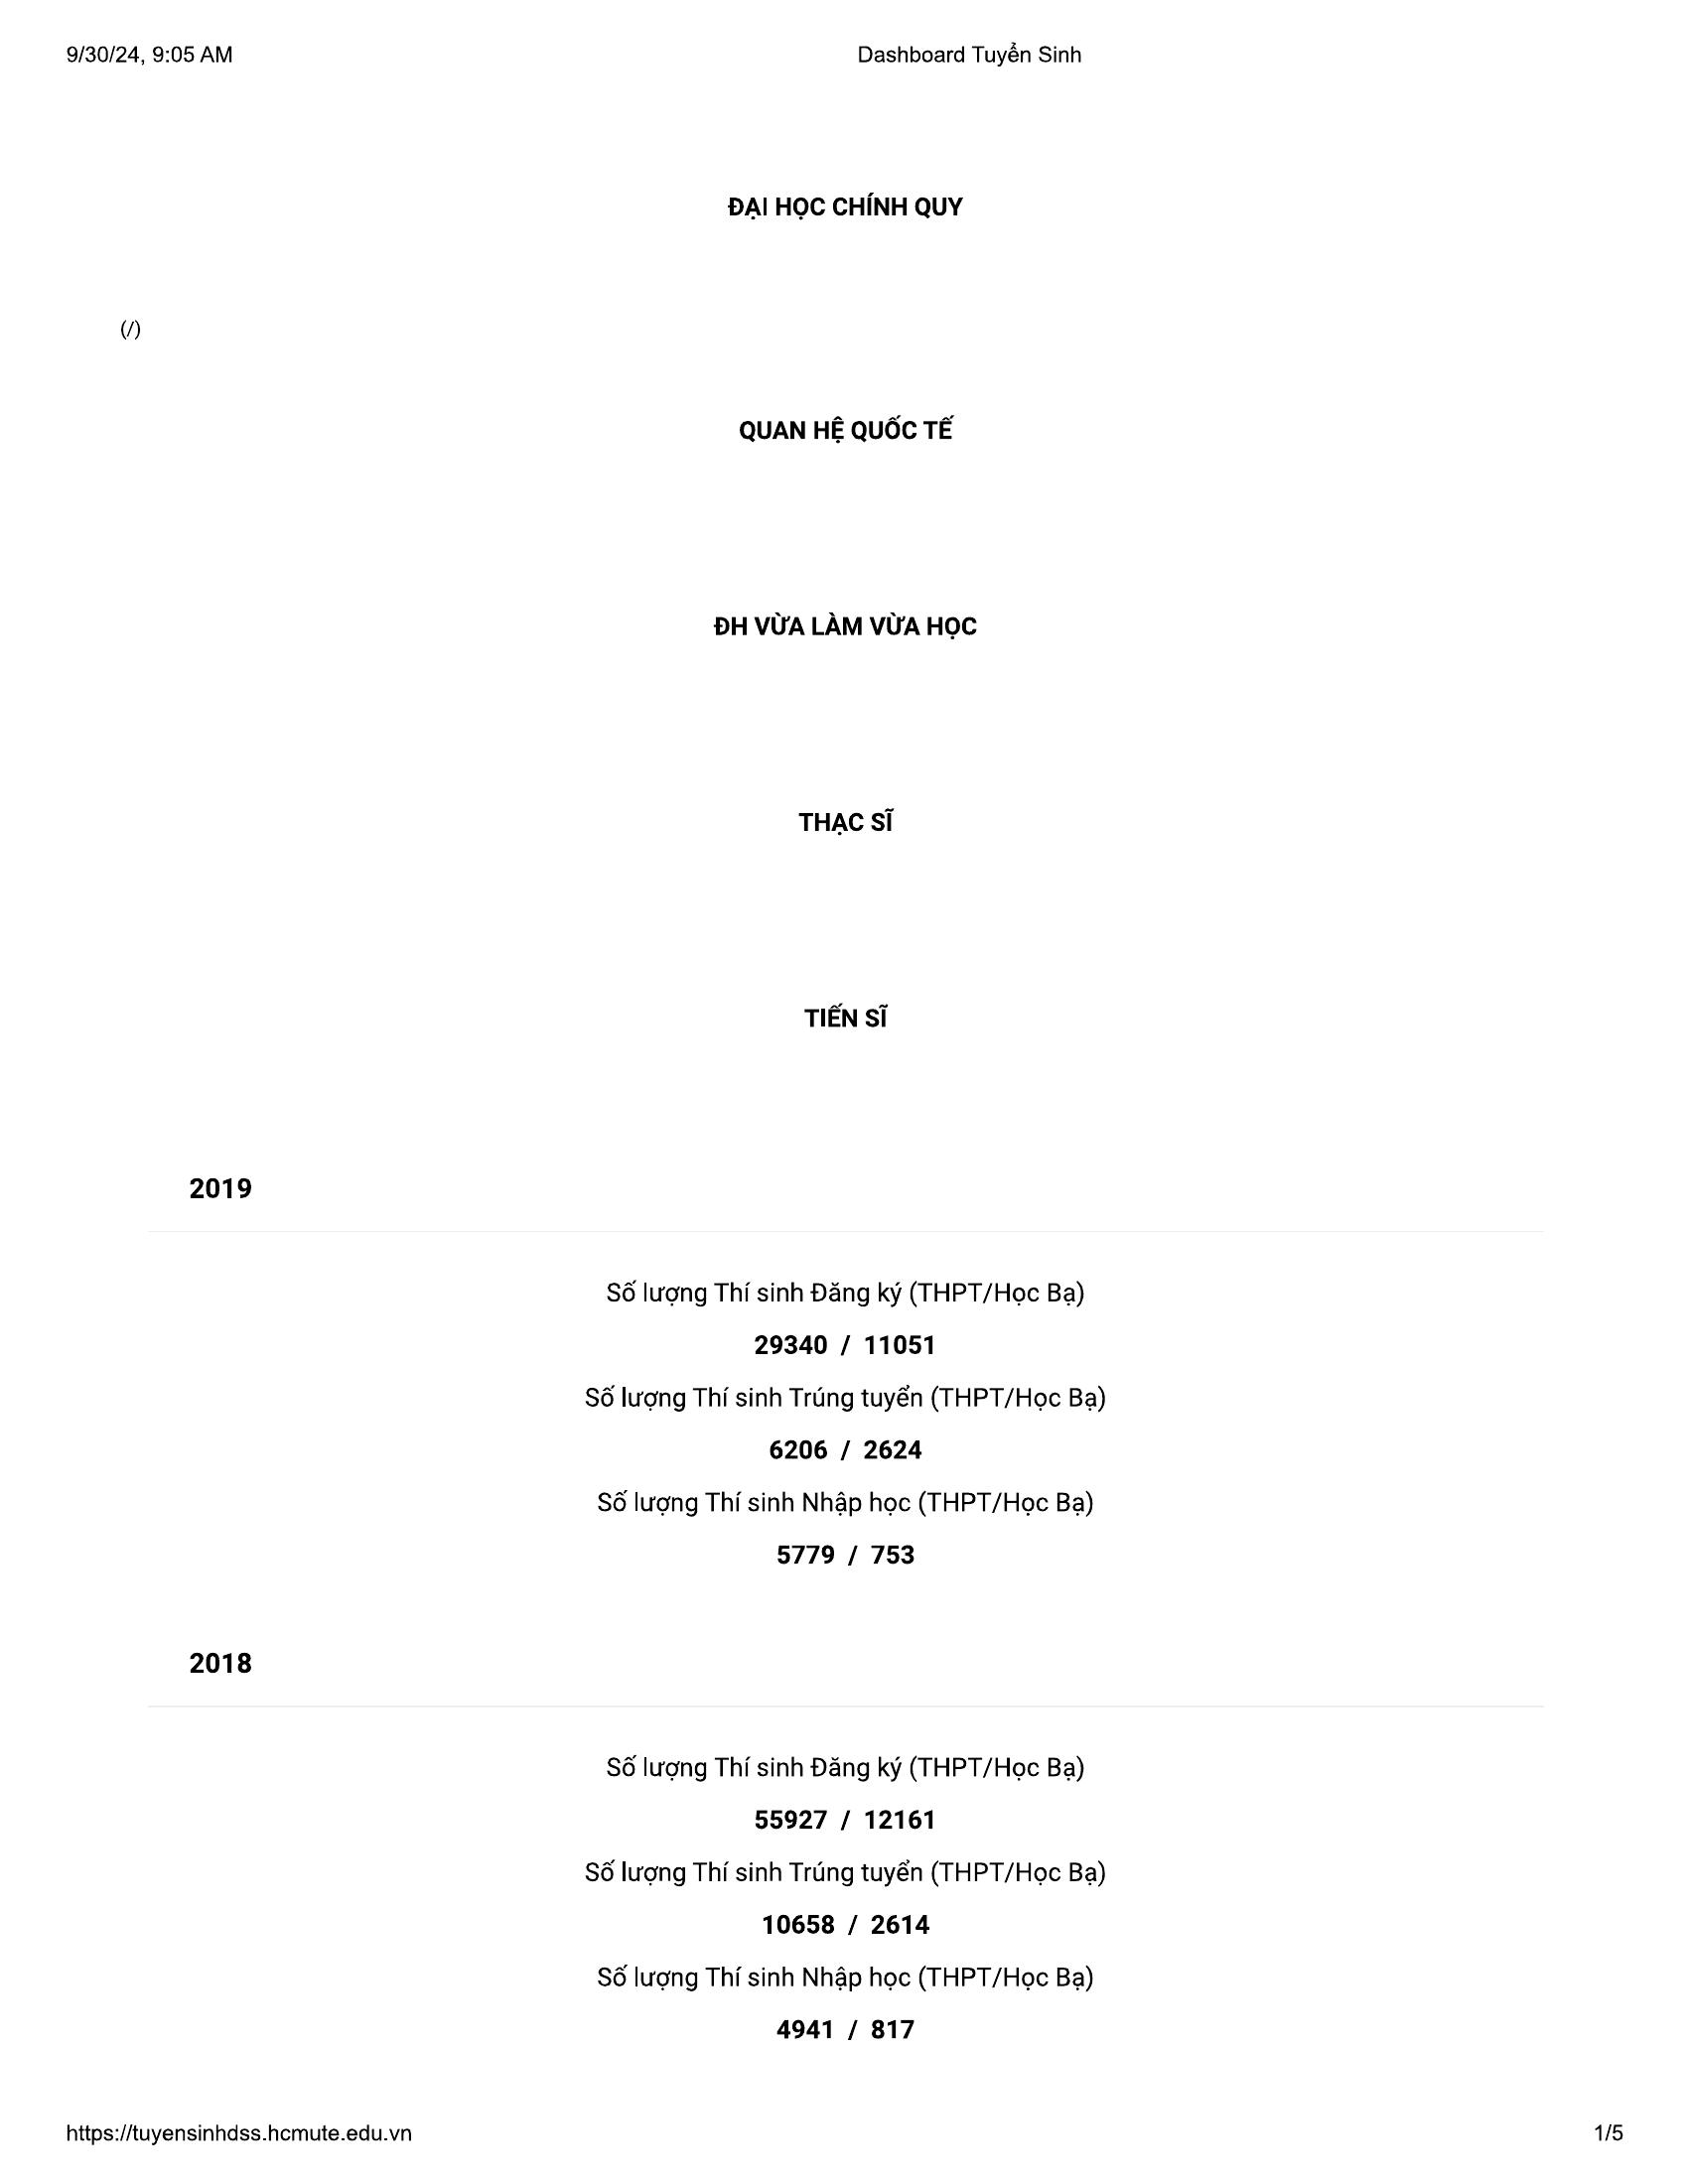 9/30/24, 9:05 AM
Dashboard Tuyển Sinh
ĐẠI HỌC CHÍNH QUY
(/)
QUAN HỆ QUỐC TẾ
ĐH VỪA LÀM VỪA HỌC
THẠC SĨ
TIẾN SĨ
2019
Số lượng Thí sinh Đăng ký (THPT/Học Bạ)
29340 / 11051
Số lượng Thí sinh Trúng tuyển (THPT/Học Bạ)
6206 / 2624
Số lượng Thí sinh Nhập học (THPT/Học Bạ)
5779 / 753
2018
Số lượng Thí sinh Đăng ký (THPT/Học Bạ)
55927 / 12161
Số lượng Thí sinh Trúng tuyển (THPT/Học Bạ)
10658 / 2614
Số lượng Thí sinh Nhập học (THPT/Học Bạ)
4941 / 817
https://tuyensinhdss.hcmute.edu.vn
1/5